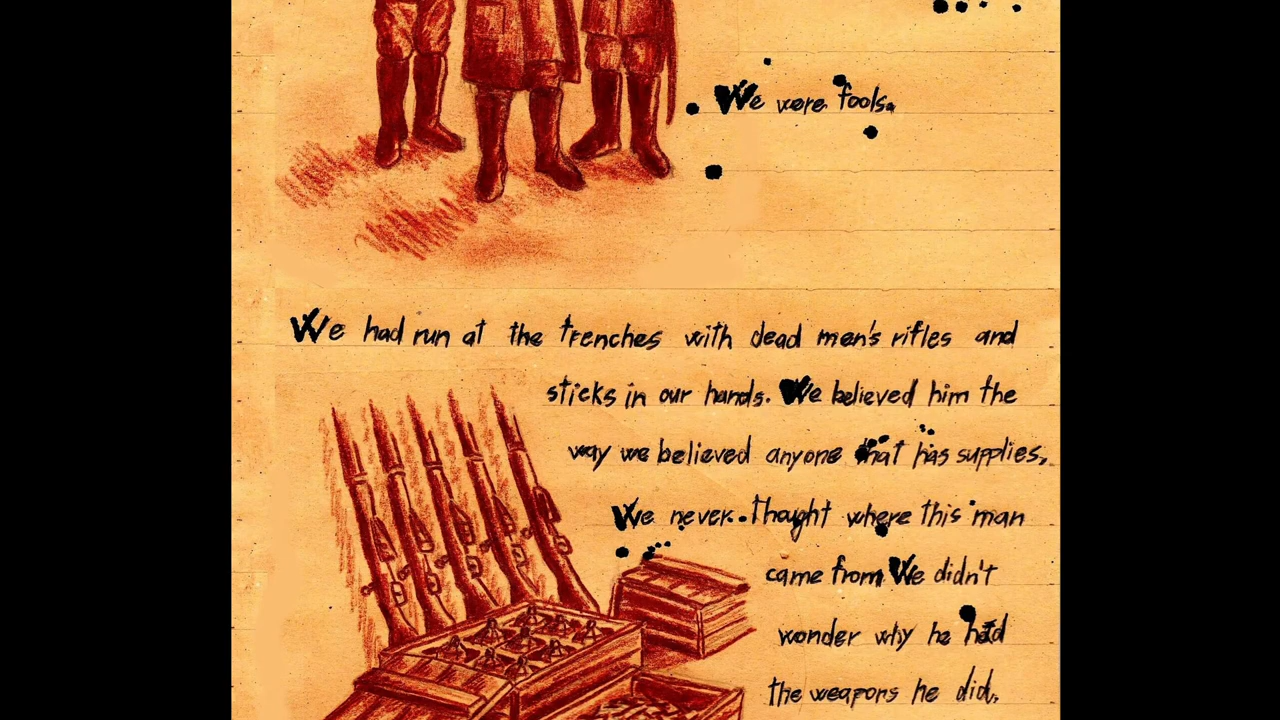 We were fools.
We had run at the trenches with dead men's rifles and
sticks in our hands. We believed him the
way we believed anyone that has supplies.
We never thought where this man
came from We didn't
wonder why he had
the weapons he did.